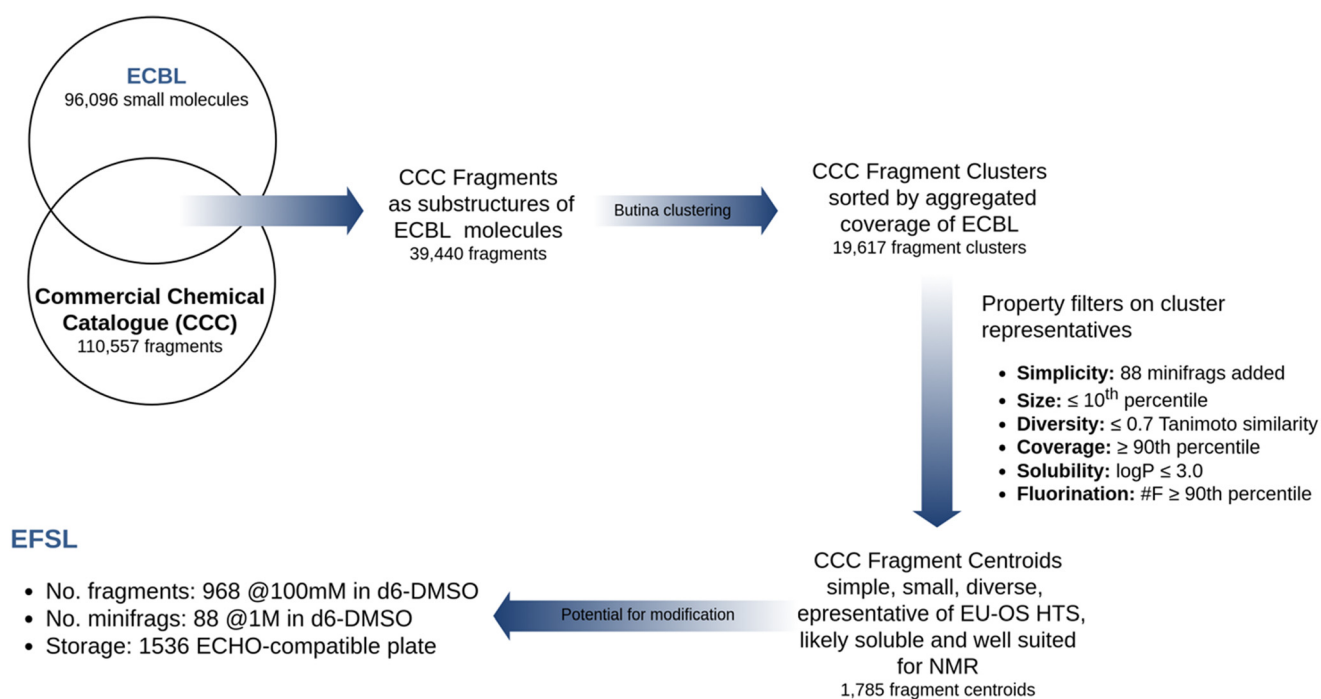 ECBL
96,096 small molecules
Commercial Chemical
Catalogue (CCC)
110,557 fragments
CCC Fragments
as substructures of
ECBL molecules
39,440 fragments
Butina clustering
CCC Fragment Clusters
sorted by aggregated
coverage of ECBL
19,617 fragment clusters
Property filters on cluster
representatives
• Simplicity: 88 minifrags added
• Size: ≤ 10th percentile
• Diversity: ≤ 0.7 Tanimoto similarity
• Coverage: ≥ 90th percentile
• Solubility: logP ≤ 3.0
• Fluorination: #F ≥ 90th percentile
CCC Fragment Centroids
simple, small, diverse,
epresentative of EU-OS HTS,
likely soluble and well suited
for NMR
1,785 fragment centroids
Potential for modification
EFSL
• No. fragments: 968 @100mM in d6-DMSO
• No. minifrags: 88 @1M in d6-DMSO
• Storage: 1536 ECHO-compatible plate